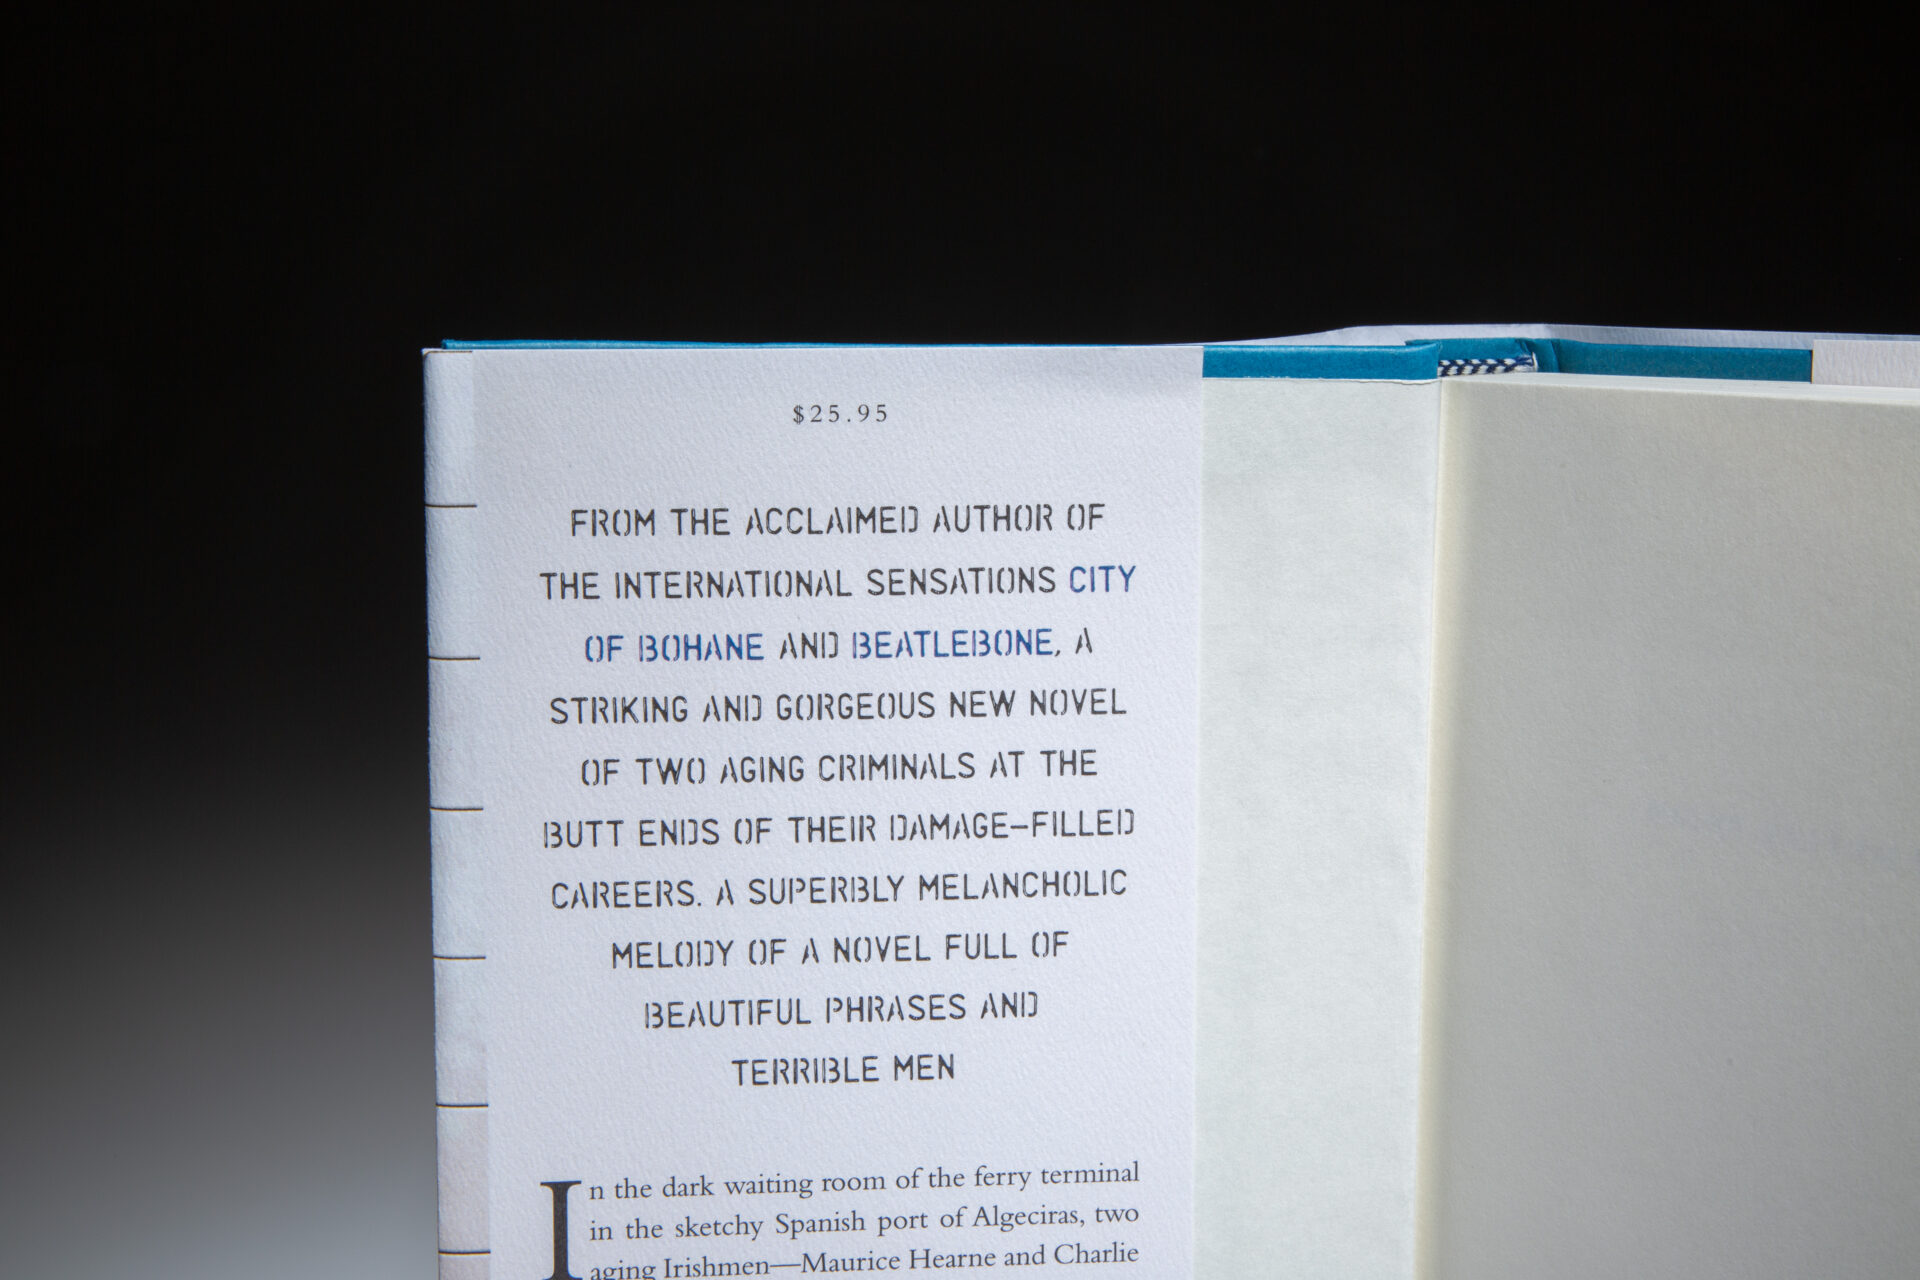 $25.95
FROM THE ACCLAIMED AUTHOR OF
THE INTERNATIONAL SENSATIONS CITY
OF BOHANE AND BEATLEBONE, A
STRIKING AND GORGEOUS NEW NOVEL
OF TWO AGING CRIMINALS AT THE
BUTT ENDS OF THEIR DAMAGE-FILLED
CAREERS. A SUPERBLY MELANCHOLIC
MELODY OF A NOVEL FULL OF
BEAUTIFUL PHRASES AND
TERRIBLE MEN
In the dark waiting room of the ferry terminal
in the sketchy Spanish port of Algeciras, two
aging Irishmen—Maurice Hearne and Charlie